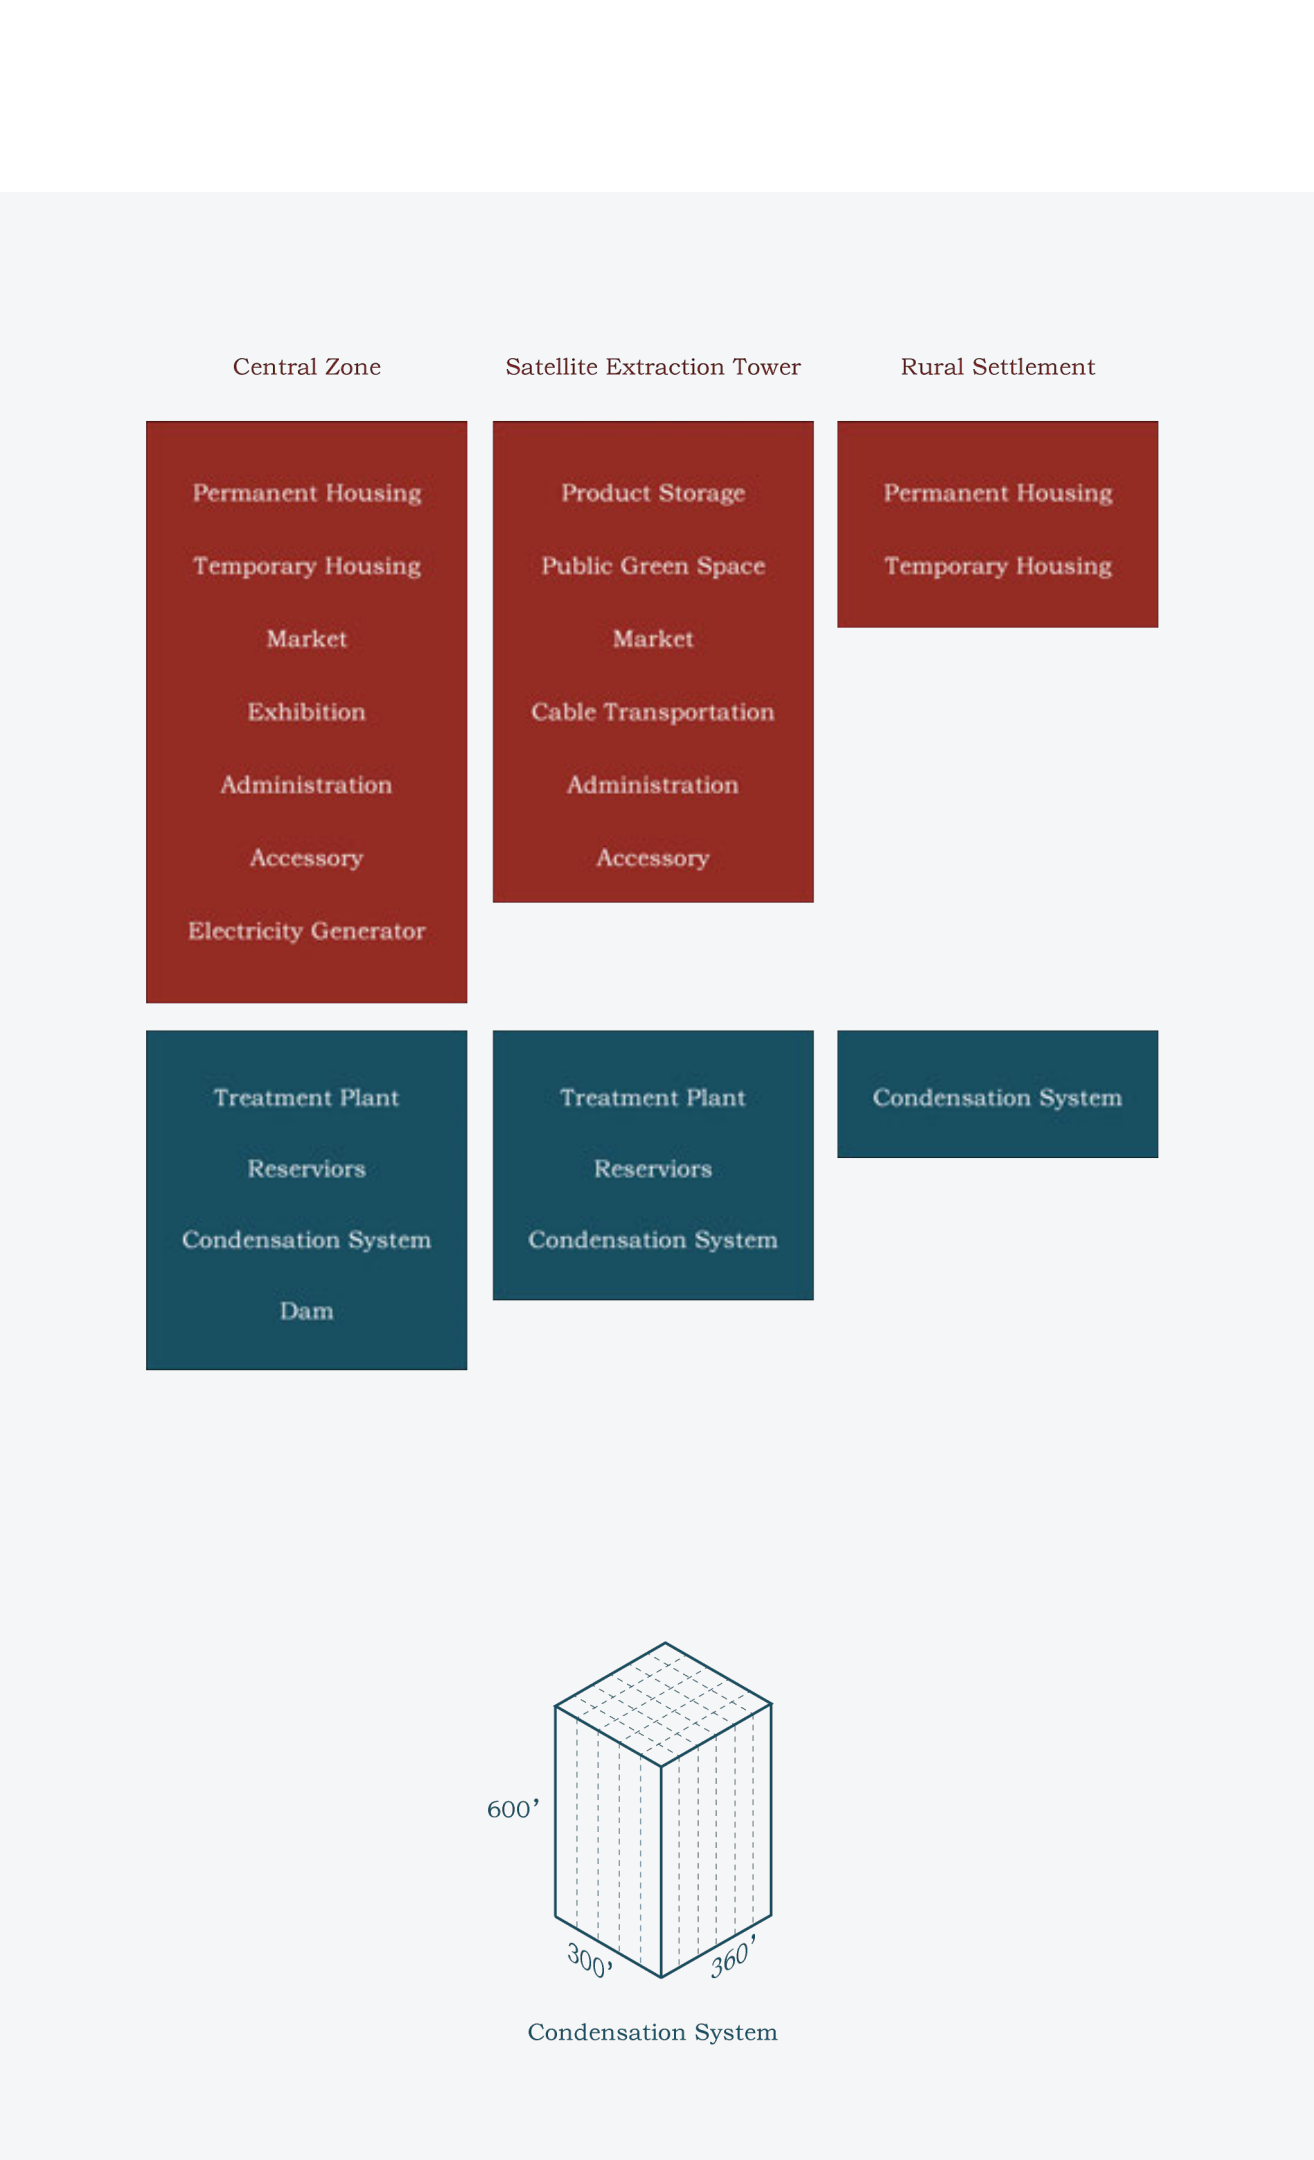 Central Zone
Satellite Extraction Tower
Rural Settlement
Permanent Housing
Temporary Housing
Market
Exhibition
Administration
Accessory
Electricity Generator
Product Storage
Public Green Space
Market
Cable Transportation
Administration
Accessory
Permanent Housing
Temporary Housing
Treatment Plant
Reserviors
Condensation System
Dam
Treatment Plant
Reserviors
Condensation System
Condensation System
600’
300’
360’
Condensation System